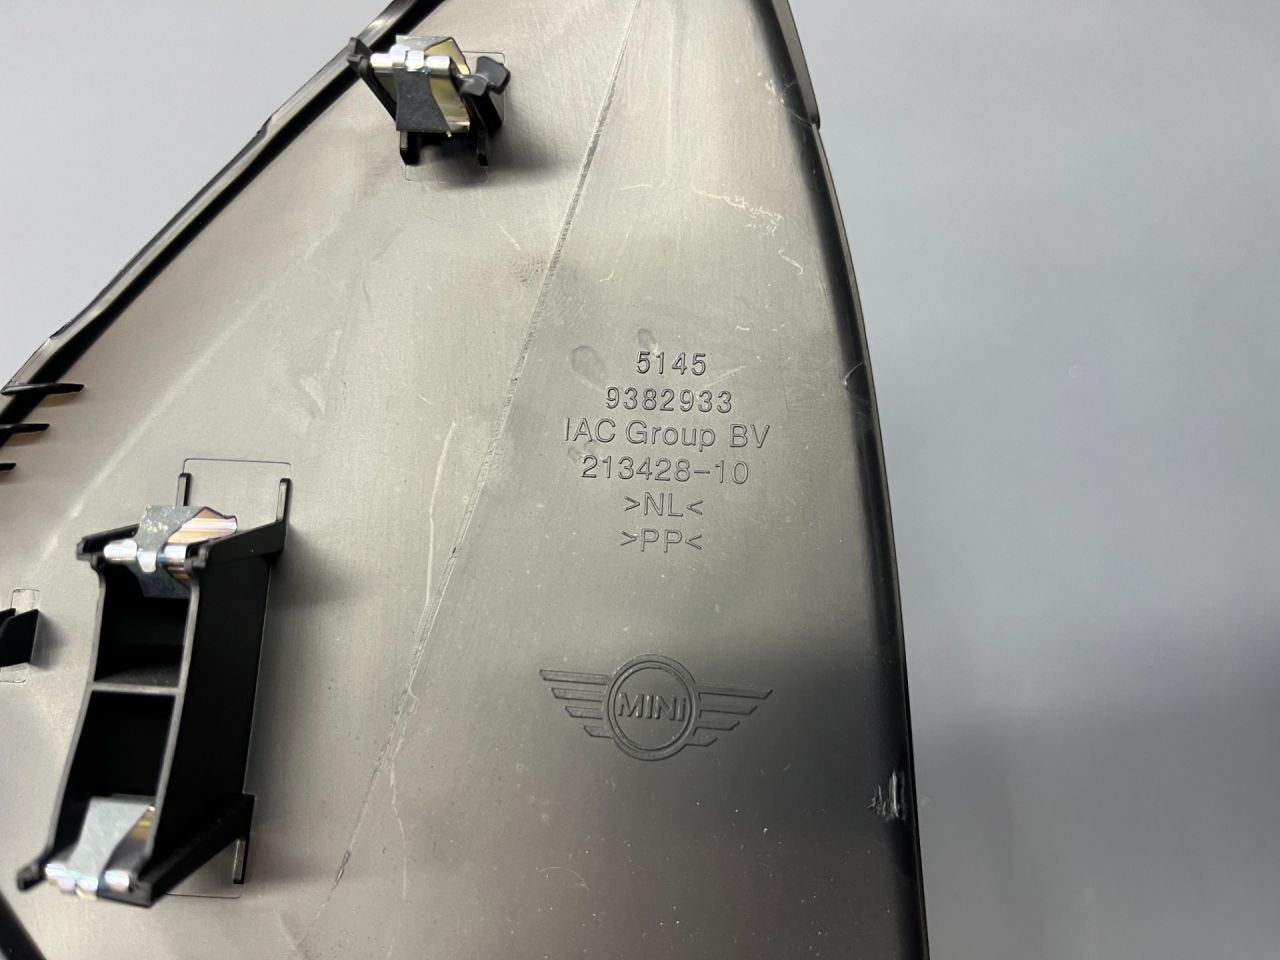 5145
9382933
IAC Group BV
213428-10
>NL<
>PP<
MINI